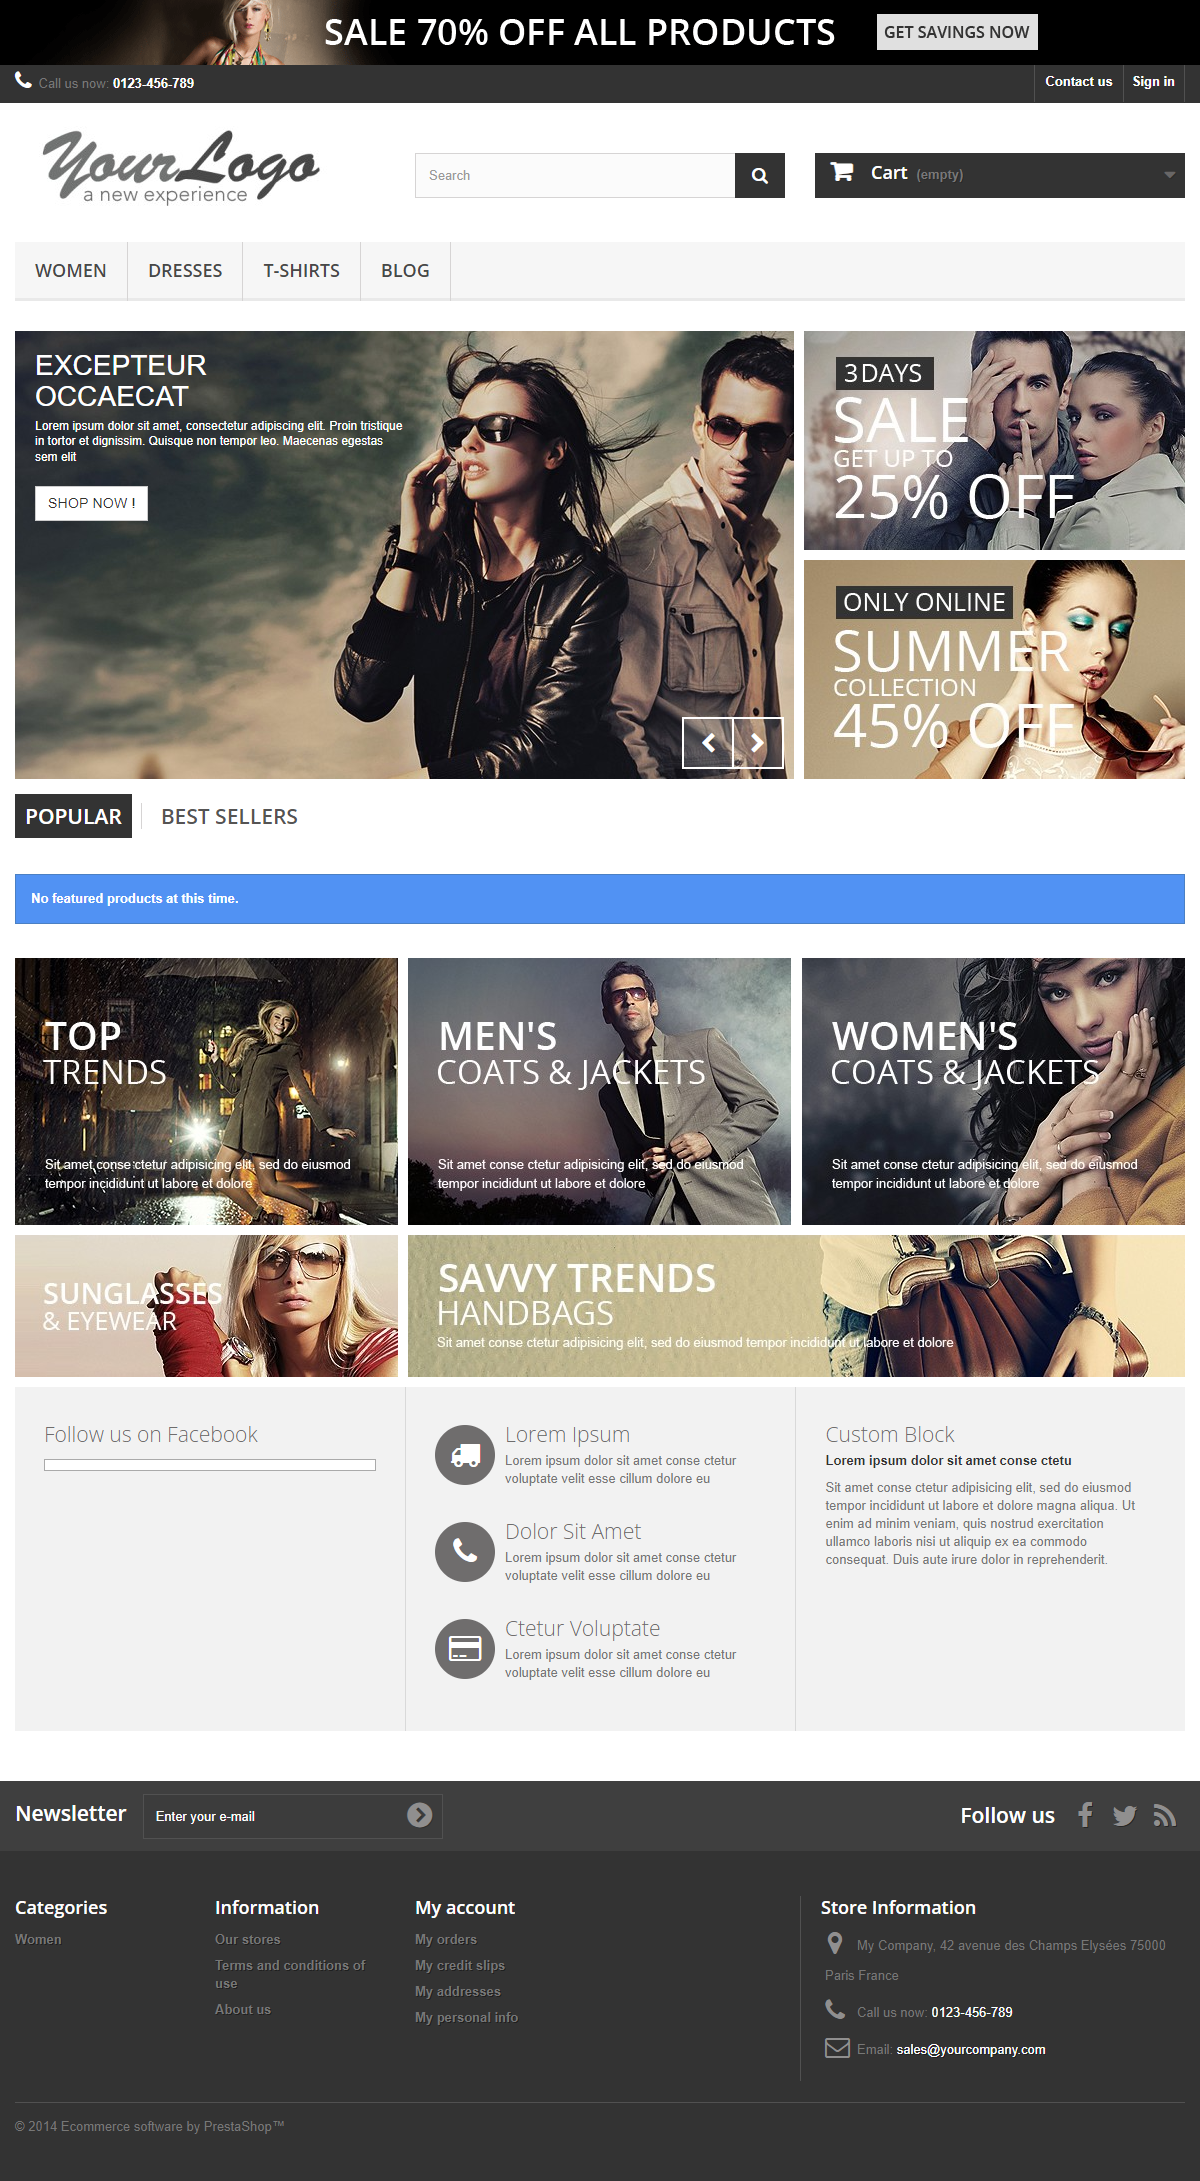 SALE 70% OFF ALL PRODUCTS
GET SAVINGS NOW
Call us now: 0123-456-789
Contact us
Sign in
YourLogo
a new experience
Search
Cart (empty)
WOMEN
DRESSES
T-SHIRTS
BLOG
EXCEPTEUR
OCCAECAT
Lorem ipsum dolor sit amet, consectetur adipiscing elit. Proin tristique
in tortor et dignissim. Quisque non tempor leo. Maecenas egestas
sem elit
SHOP NOW !
3DAYS
SALE
GET UP TO
25% OFF
ONLY ONLINE
SUMMER
COLLECTION
45% OFF
POPULAR
BEST SELLERS
No featured products at this time.
TOP
TRENDS
Sit amet conse ctetur adipisicing elit, sed do eiusmod
tempor incididunt ut labore et dolore
MEN'S
COATS & JACKETS
Sit amet conse ctetur adipisicing elit, sed do eiusmod
tempor incididunt ut labore et dolore
WOMEN'S
COATS & JACKETS
Sit amet conse ctetur adipisicing elit, sed do eiusmod
tempor incididunt ut labore et dolore
SUNGLASSES
& EYEWEAR
SAVVY TRENDS
HANDBAGS
Sit amet conse ctetur adipisicing elit, sed do eiusmod tempor incididunt ut labore et dolore
Follow us on Facebook
Lorem Ipsum
Lorem ipsum dolor sit amet conse ctetur
voluptate velit esse cillum dolore eu
Dolor Sit Amet
Lorem ipsum dolor sit amet conse ctetur
voluptate velit esse cillum dolore eu
Ctetur Voluptate
Lorem ipsum dolor sit amet conse ctetur
voluptate velit esse cillum dolore eu
Custom Block
Lorem ipsum dolor sit amet conse ctetu
Sit amet conse ctetur adipisicing elit, sed do eiusmod
tempor incididunt ut labore et dolore magna aliqua. Ut
enim ad minim veniam, quis nostrud exercitation
ullamco laboris nisi ut aliquip ex ea commodo
consequat. Duis aute irure dolor in reprehenderit.
Newsletter
Enter your e-mail
Follow us
Categories
Women
Information
Our stores
Terms and conditions of
use
About us
My account
My orders
My credit slips
My addresses
My personal info
Store Information
My Company, 42 avenue des Champs Elysées 75000
Paris France
Call us now: 0123-456-789
Email: sales@yourcompany.com
© 2014 Ecommerce software by PrestaShop™